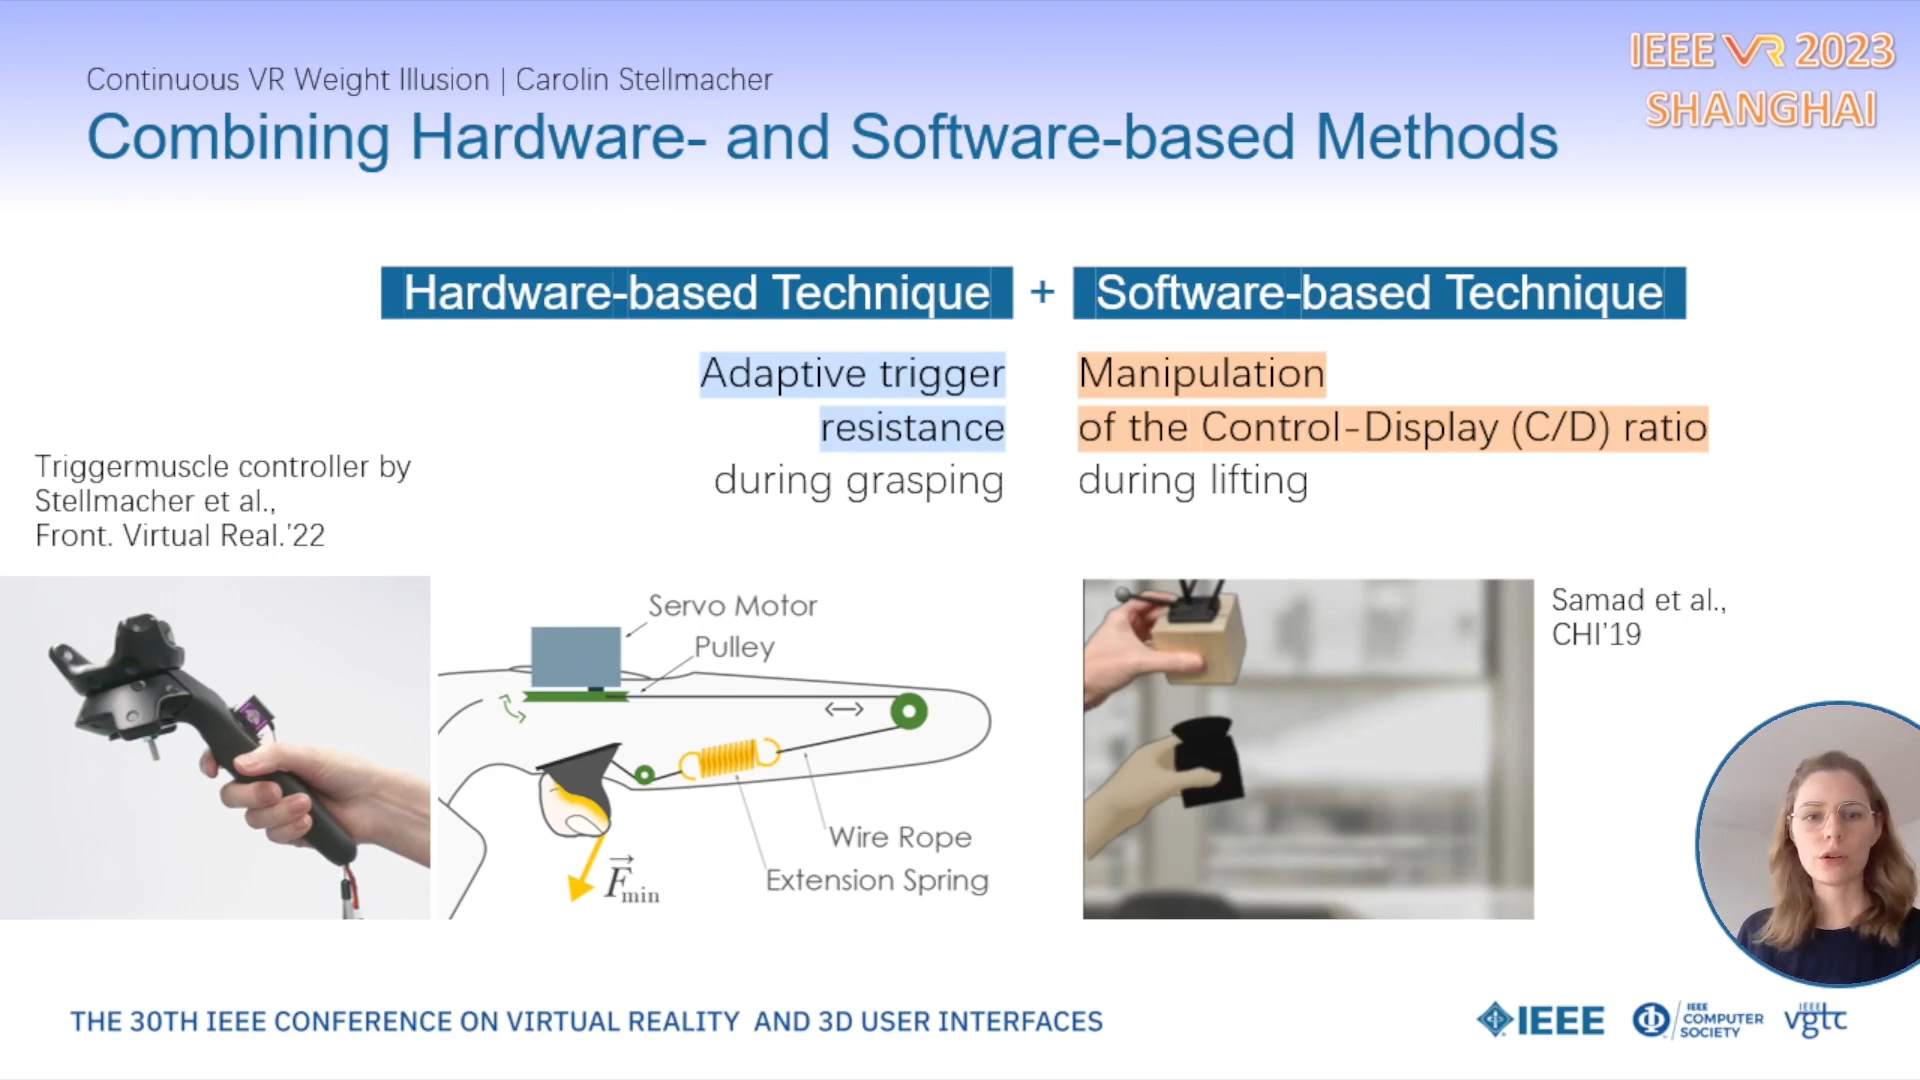 Continuous VR Weight Illusion | Carolin Stellmacher
Combining Hardware- and Software-based Methods
IEEE VR 2023
SHANGHAI
Hardware-based Technique + Software-based Technique
Adaptive trigger
resistance
during grasping
Manipulation
of the Control-Display (C/D) ratio
during lifting
Triggermuscle controller by
Stellmacher et al.,
Front. Virtual Real.'22
Servo Motor
Pulley
Wire Rope
Extension Spring
F min
Samad et al.,
CHI'19
THE 30TH IEEE CONFERENCE ON VIRTUAL REALITY AND 3D USER INTERFACES
IEEE
IEEE
COMPUTER
SOCIETY
IEEE
vgtc